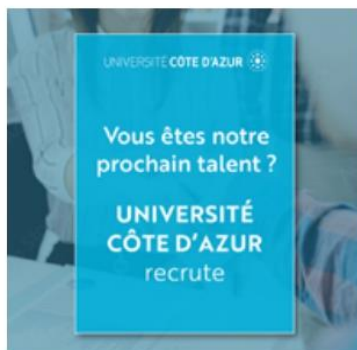 UNIVERSITÉ CÔTE D'AZUR
Vous êtes notre
prochain talent ?
UNIVERSITÉ
CÔTE D'AZUR
recrute